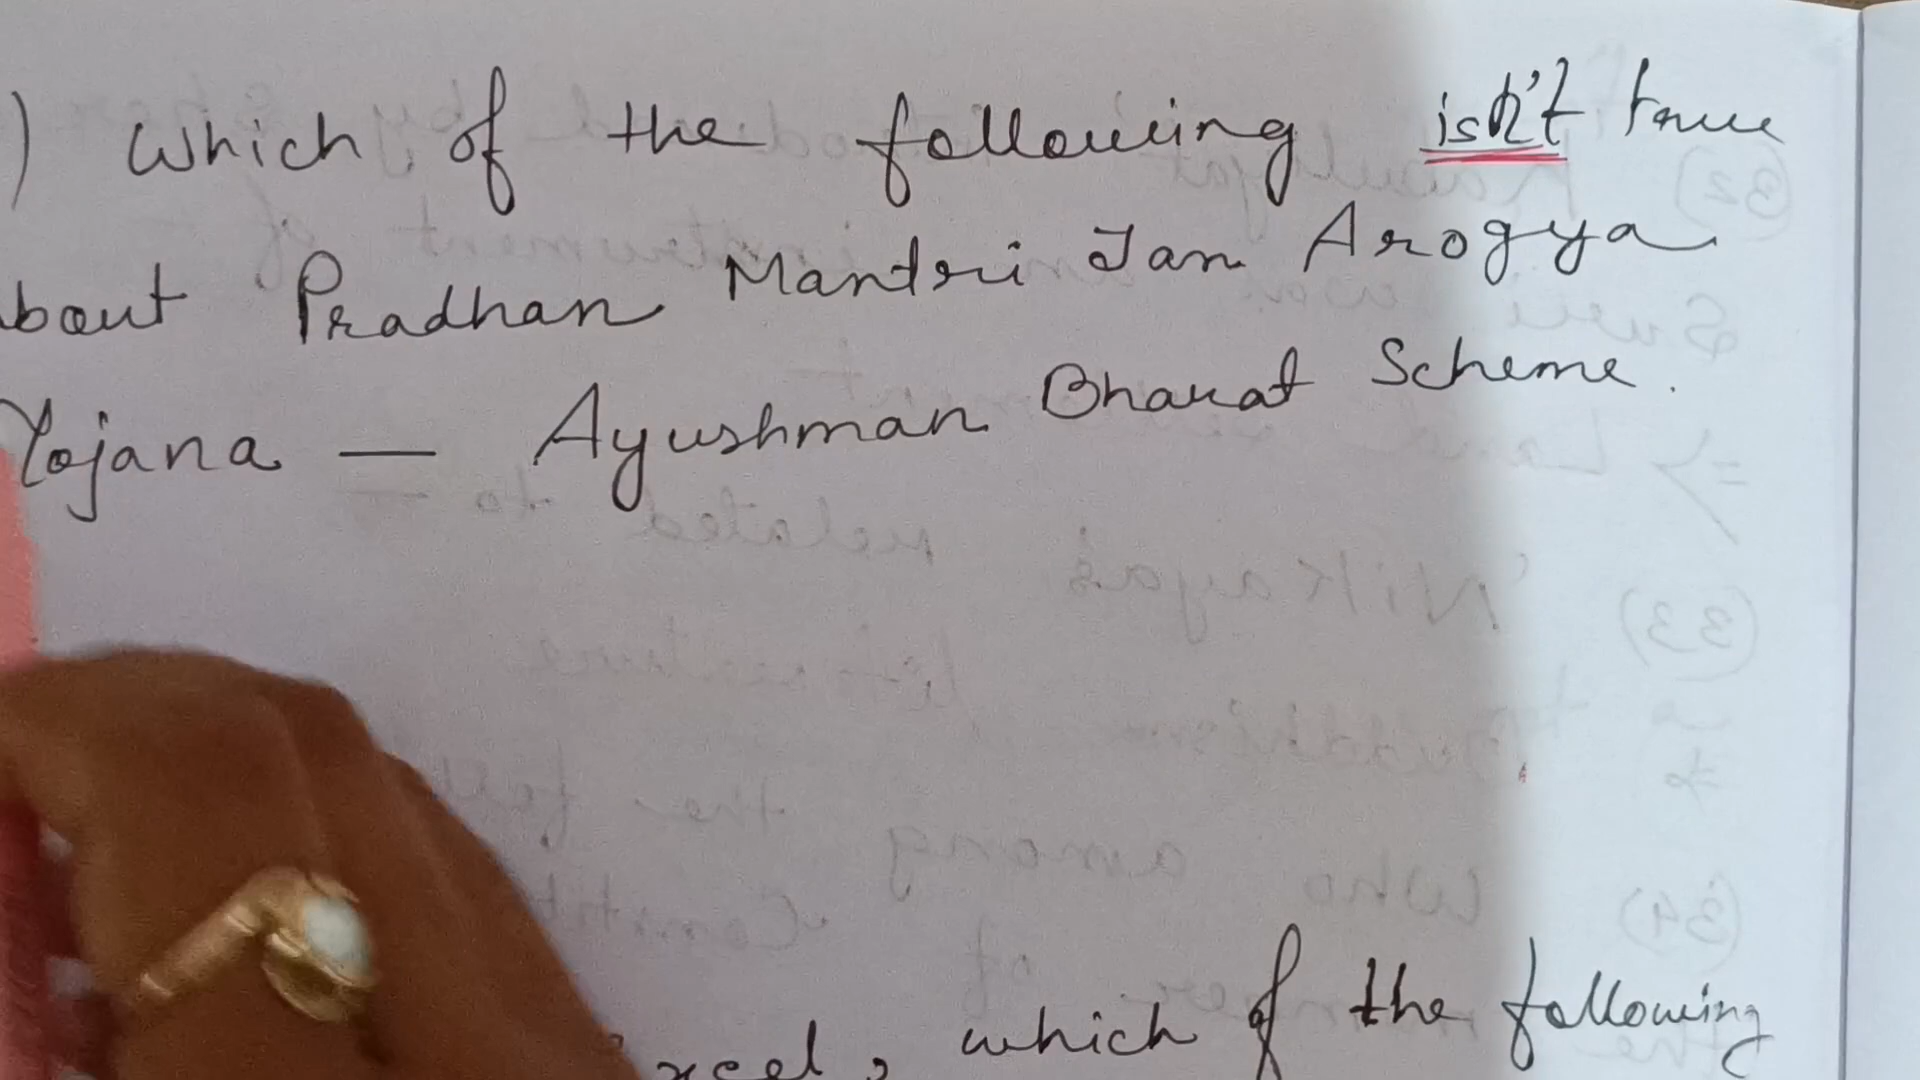 ) Which of the following isn't true
bout Pradhan Mantri Jan Arogya
Yojana — Ayushman Bharat Scheme.
xcel, which of the following